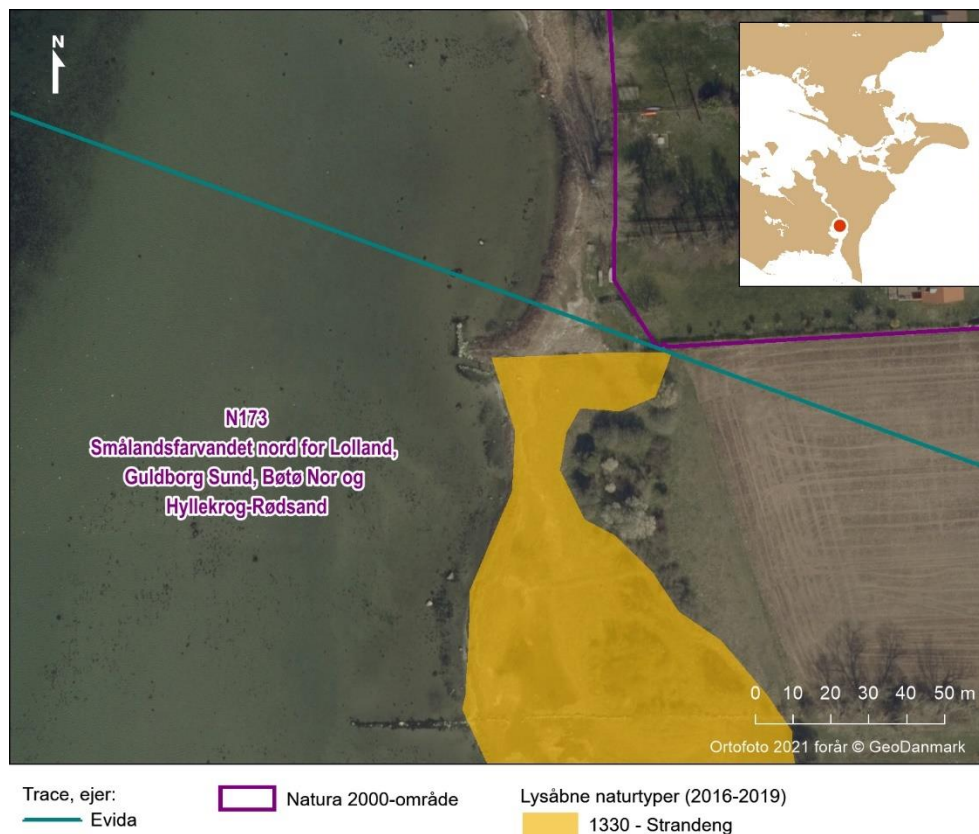 N
N173
Smålandsfarvandet nord for Lolland,
Guldborg Sund, Bøtø Nor og
Hyllekrog-Rødsand
0 10 20 30 40 50 m
Ortofoto 2021 forår © GeoDanmark
Trace, ejer:
Evida
Natura 2000-område
Lysåbne naturtyper (2016-2019)
1330 - Strandeng